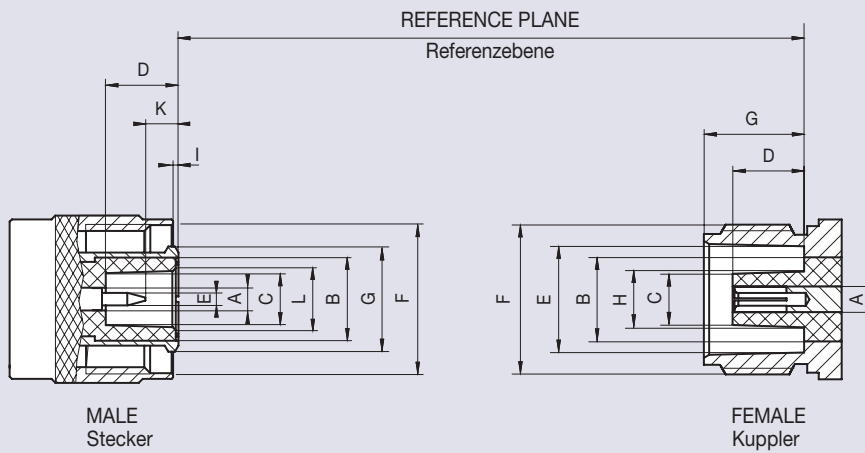 REFERENCE PLANE
Referenzebene
D
K
I
G
D
E
A
C
L
B
G
F
F
E
B
H
C
A
MALE
Stecker
FEMALE
Kuppler